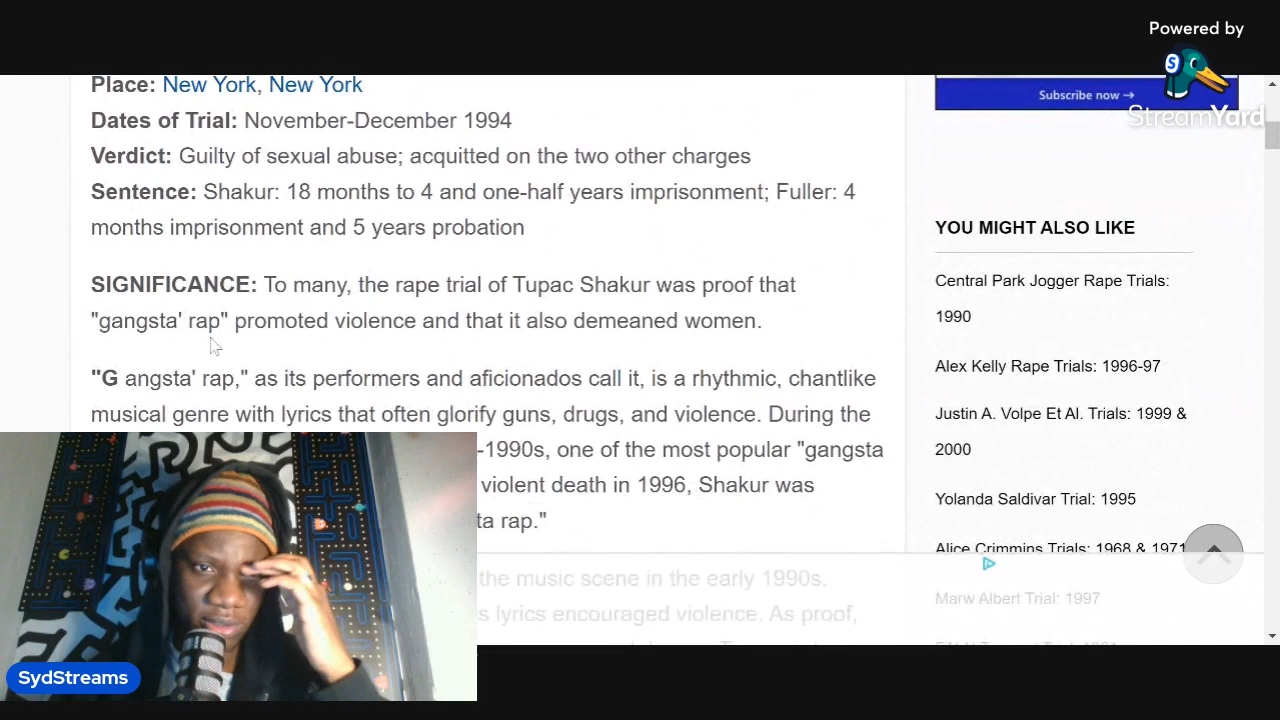 Powered by
StreamYard
Subscribe now →
Place: New York, New York
Dates of Trial: November-December 1994
Verdict: Guilty of sexual abuse; acquitted on the two other charges
Sentence: Shakur: 18 months to 4 and one-half years imprisonment; Fuller: 4
months imprisonment and 5 years probation
SIGNIFICANCE: To many, the rape trial of Tupac Shakur was proof that
"gangsta' rap" promoted violence and that it also demeaned women.
"G angsta' rap," as its performers and aficionados call it, is a rhythmic, chantlike
musical genre with lyrics that often glorify guns, drugs, and violence. During the
-1990s, one of the most popular "gangsta
violent death in 1996, Shakur was
ta rap."
the music scene in the early 1990s.
s lyrics encouraged violence. As proof,
YOU MIGHT ALSO LIKE
Central Park Jogger Rape Trials:
1990
Alex Kelly Rape Trials: 1996-97
Justin A. Volpe Et Al. Trials: 1999 &
2000
Yolanda Saldivar Trial: 1995
Alice Crimmins Trials: 1968 & 1971
Marw Albert Trial: 1997
SydStreams